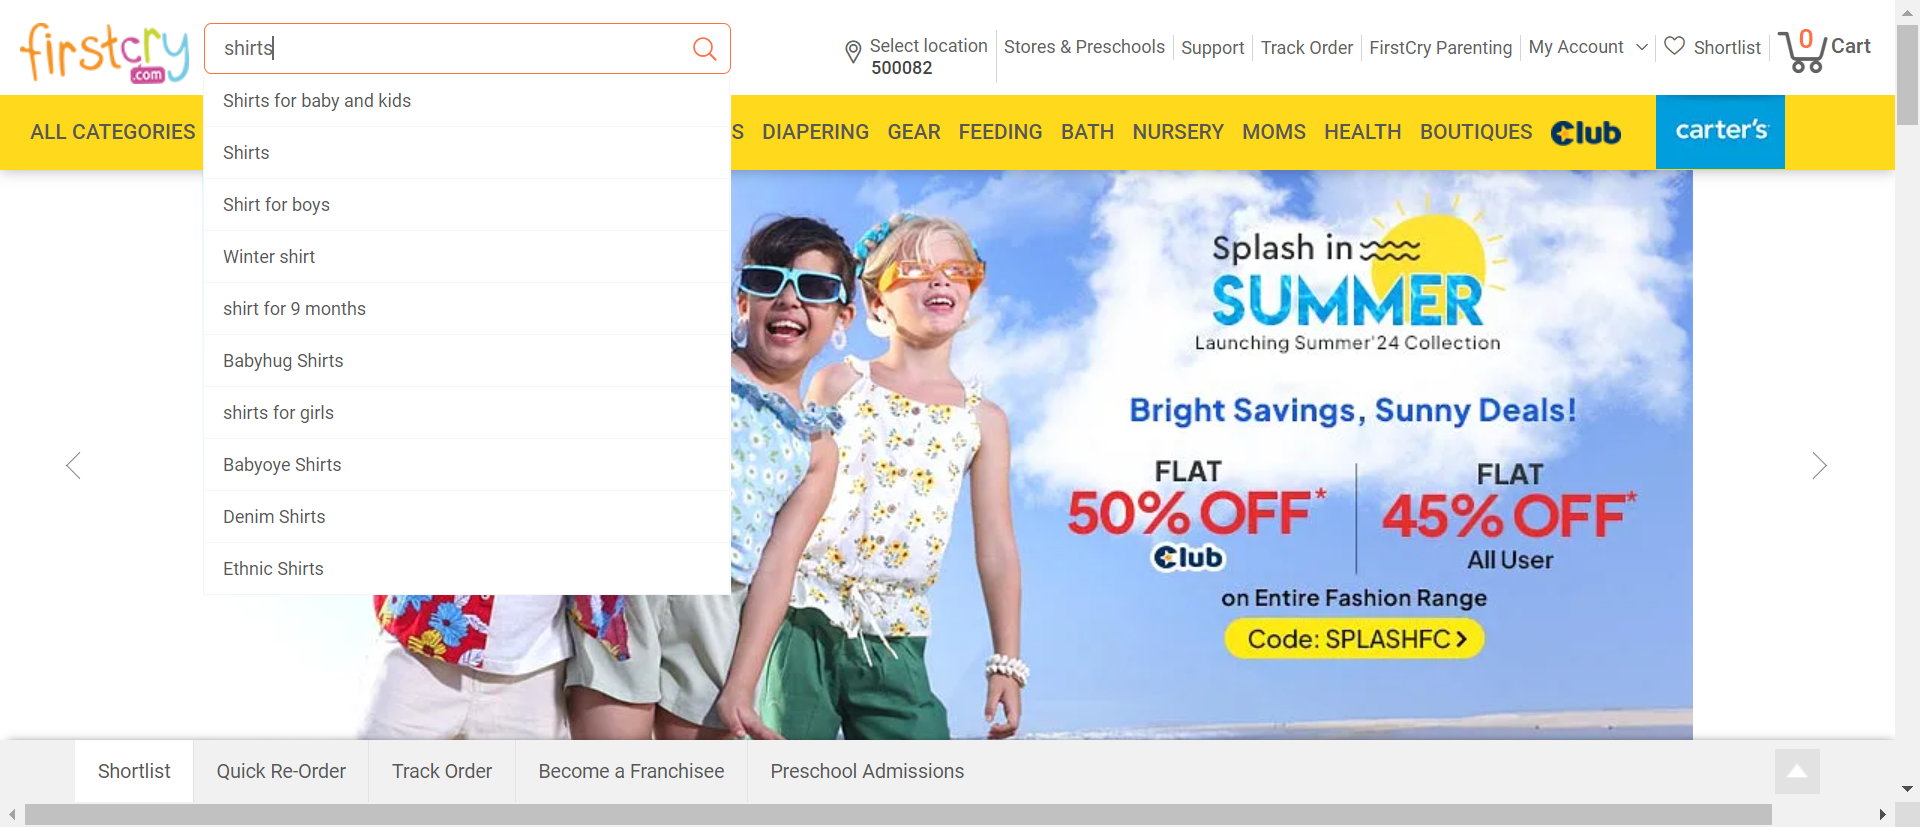 firstcry
.com
shirts
Select location
500082
Stores & Preschools
Support
Track Order
FirstCry Parenting
My Account
Shortlist
0
Cart
ALL CATEGORIES
S
DIAPERING
GEAR
FEEDING
BATH
NURSERY
MOMS
HEALTH
BOUTIQUES
Club
carter's
Shirts for baby and kids
Shirts
Shirt for boys
Winter shirt
shirt for 9 months
Babyhug Shirts
shirts for girls
Babyoye Shirts
Denim Shirts
Ethnic Shirts
Splash in
SUMMER
Launching Summer'24 Collection
Bright Savings, Sunny Deals!
FLAT
50% OFF*
Club
FLAT
45% OFF*
All User
on Entire Fashion Range
Code: SPLASHFC >
Shortlist
Quick Re-Order
Track Order
Become a Franchisee
Preschool Admissions